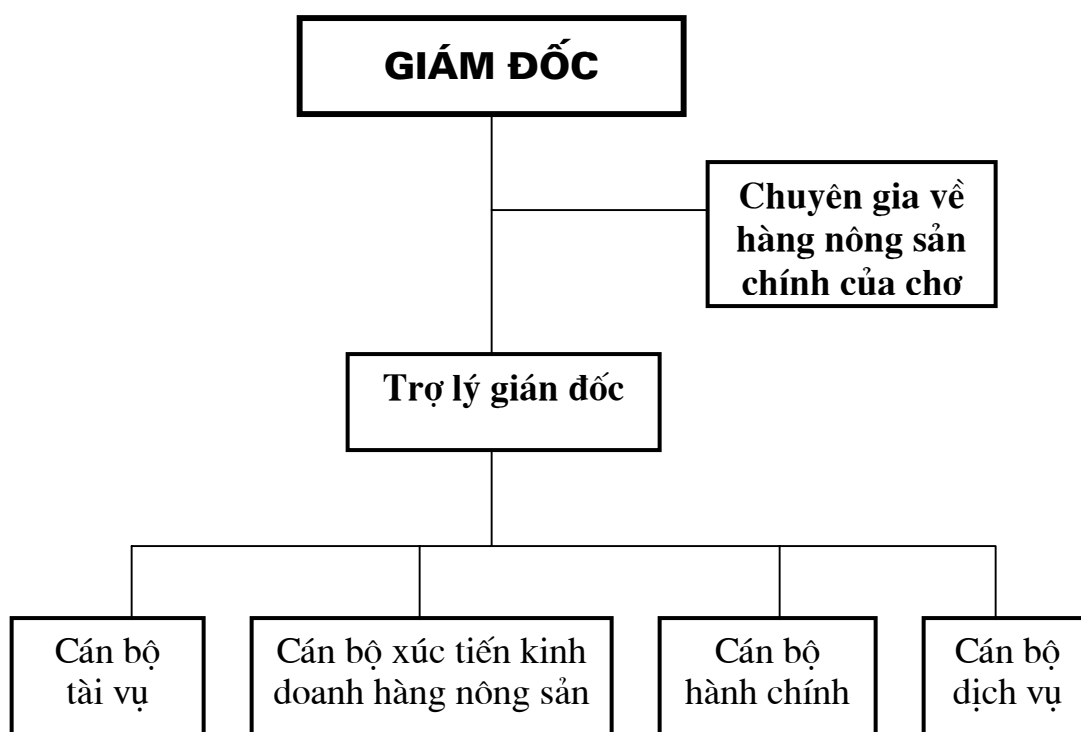 GIÁM ĐỐC
Chuyên gia về
hàng nông sản
chính của chơ
Trợ lý gián đốc
Cán bộ
tài vụ
Cán bộ xúc tiến kinh
doanh hàng nông sản
Cán bộ
hành chính
Cán bộ
dịch vụ